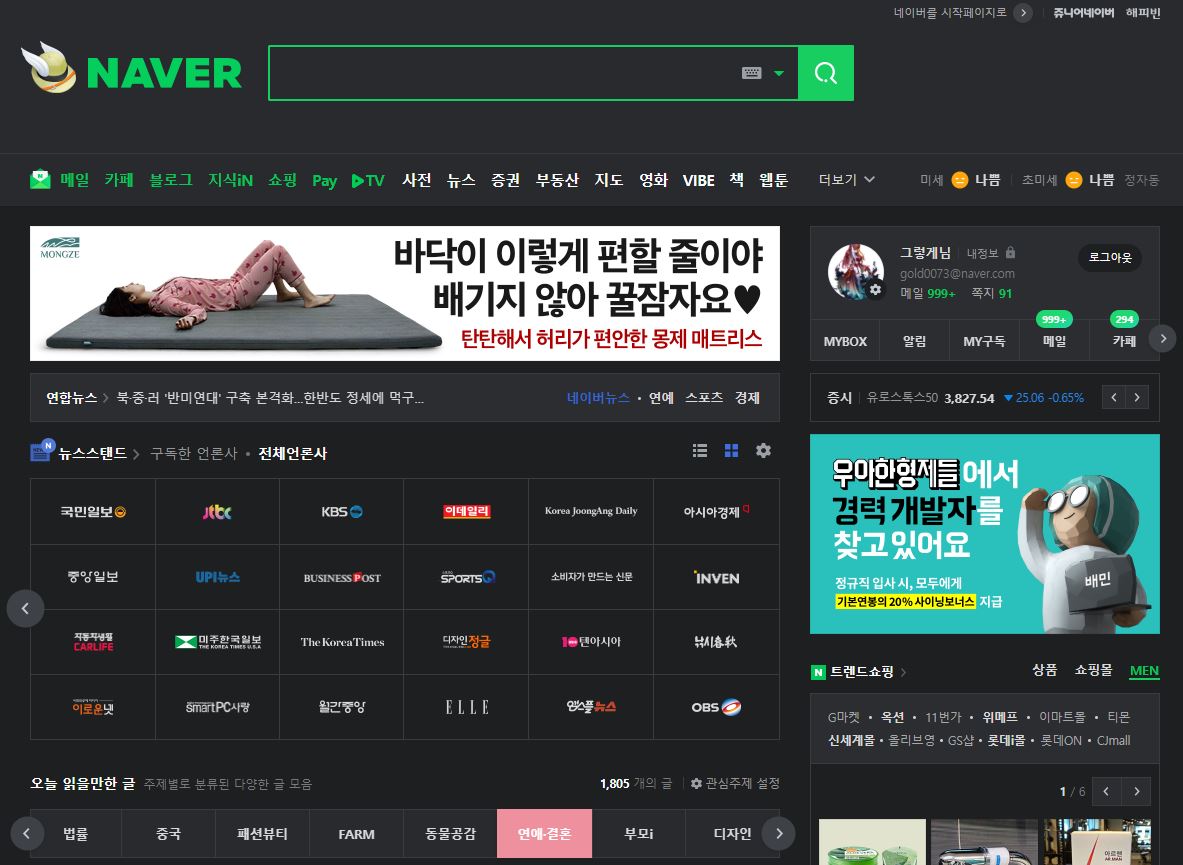 네이버를 시작페이지로
쥬니어네이버 해피빈
NAVER
메일 카페 블로그 지식iN 쇼핑 Pay TV 사전 뉴스 증권 부동산 지도 영화 VIBE 책 웹툰 더보기
미세 나쁨 초미세 나쁨 정자동
MONGZE
바닥이 이렇게 편할 줄이야
배기지 않아 꿀잠자요♥
탄탄해서 허리가 편안한 몽제 매트리스
그렇게님 내정보 로그아웃
gold0073@naver.com
메일 999+ 쪽지 91
999+ 294
MYBOX 알림 MY구독 메일 카페
연합뉴스 > 북·중·러 '반미연대' 구축 본격화...한반도 정세에 먹구...
네이버뉴스 • 연예 스포츠 경제
증시 유로스톡스50 3,827.54 ▼ 25.06 -0.65%
뉴스스탠드 > 구독한 언론사 • 전체언론사
국민일보 jtbc KBS 이데일리 Korea JoongAng Daily 아시아경제
중앙일보 UPI뉴스 BUSINESSPOST SPORTSQ 소비자가 만드는 신문 INVEN
자동차생활 CARLIFE 미주한국일보 THE KOREA TIMES U.S.A The Korea Times 디자인정글 텐아시아 낚시春秋
이로운넷 smartPC사랑 월간중앙 ELLE 엠스플뉴스 OBS
우아한형제들에서
경력 개발자를
찾고있어요
정규직 입사 시, 모두에게
기본연봉의 20% 사이닝보너스 지급
배민
트렌드쇼핑 > 상품 쇼핑몰 MEN
G마켓 • 옥션 • 11번가 • 위메프 • 이마트몰 • 티몬
신세계몰 • 올리브영 • GS샵 • 롯데i몰 • 롯데ON • CJmall
1 / 6
오늘 읽을만한 글 주제별로 분류된 다양한 글 모음
1,805 개의 글 관심주제 설정
법률 중국 패션뷰티 FARM 동물공감 연애·결혼 부모i 디자인
아르맨
AR.MAN